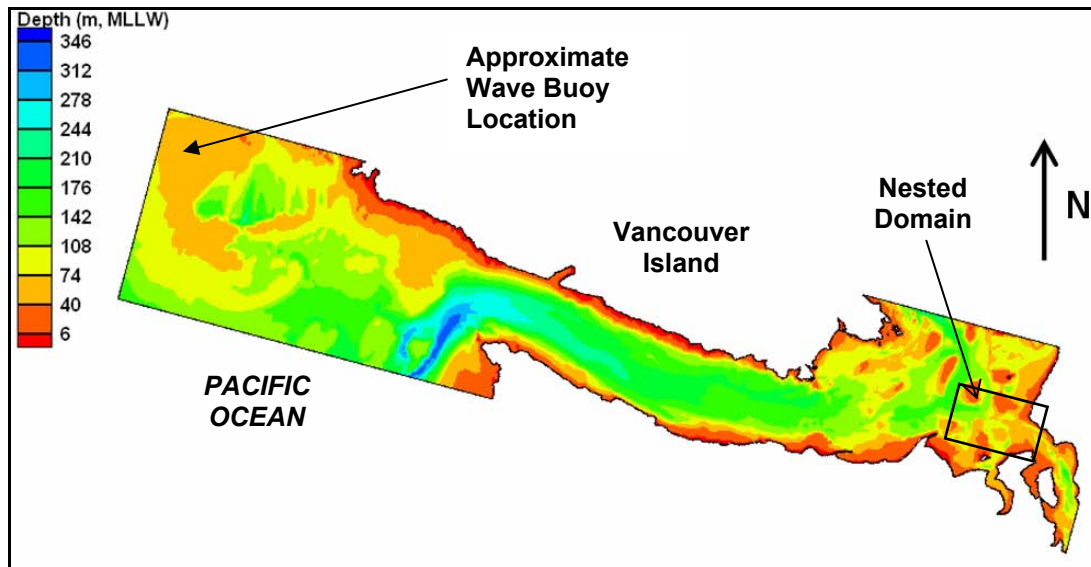 Depth (m, MLLW)
346
312
278
244
210
176
142
108
74
40
6
Approximate
Wave Buoy
Location
Vancouver
Island
Nested
Domain
N
PACIFIC
OCEAN